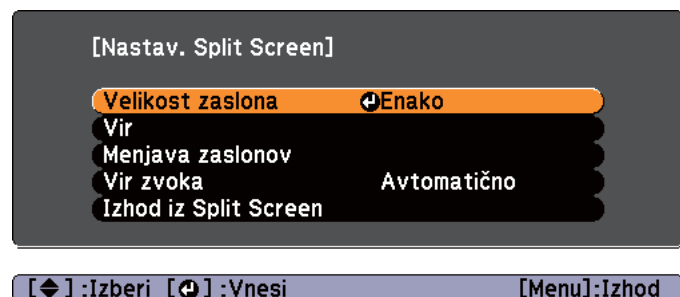 [Nastav. Split Screen]
Velikost zaslona Enako
Vir
Menjava zaslonov
Vir zvoka Avtomatično
Izhod iz Split Screen
[◆] :Izberi [↵] :Vnesi [Menu]:Izhod